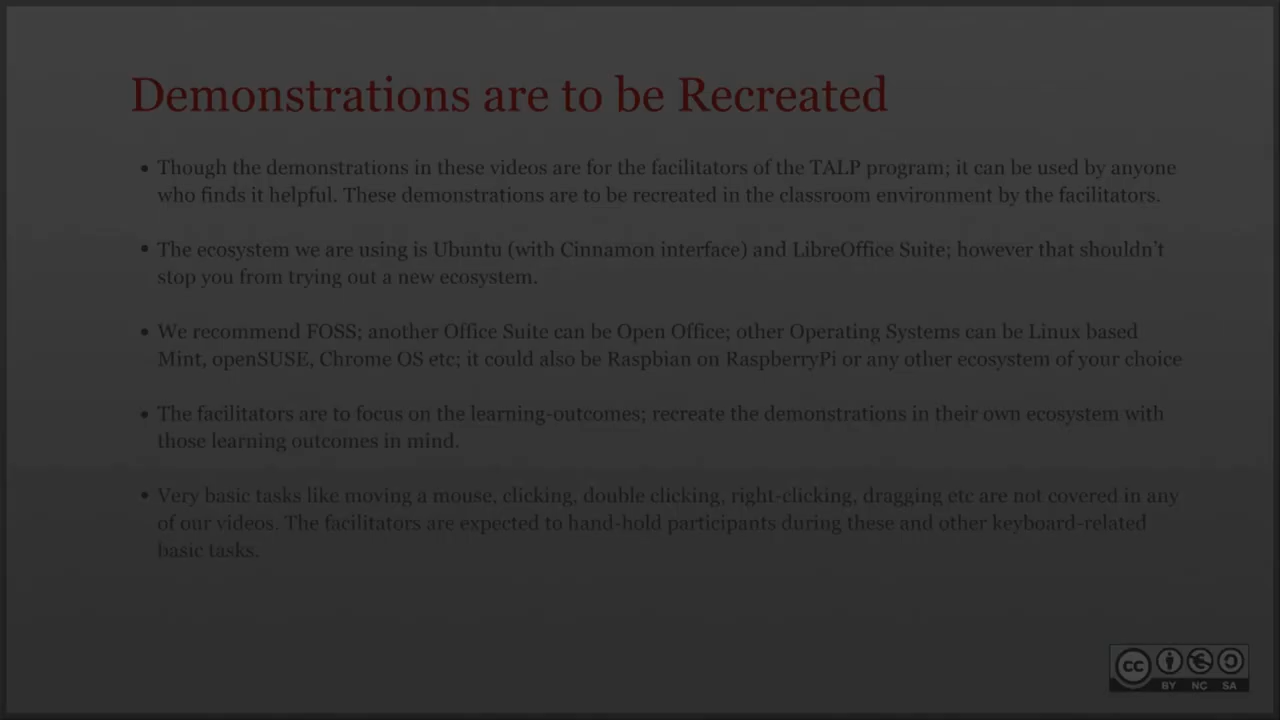 Demonstrations are to be Recreated
• Though the demonstrations in these videos are for the facilitators of the TALP program; it can be used by anyone
who finds it helpful. These demonstrations are to be recreated in the classroom environment by the facilitators.
• The ecosystem we are using is Ubuntu (with Cinnamon interface) and LibreOffice Suite; however that shouldn't
stop you from trying out a new ecosystem.
• We recommend FOSS; another Office Suite can be Open Office; other Operating Systems can be Linux based
Mint, openSUSE, Chrome OS etc; it could also be Raspbian on RaspberryPi or any other ecosystem of your choice
• The facilitators are to focus on the learning-outcomes; recreate the demonstrations in their own ecosystem with
those learning outcomes in mind.
• Very basic tasks like moving a mouse, clicking, double clicking, right-clicking, dragging etc are not covered in any
of our videos. The facilitators are expected to hand-hold participants during these and other keyboard-related
basic tasks.
cc
BY NC SA